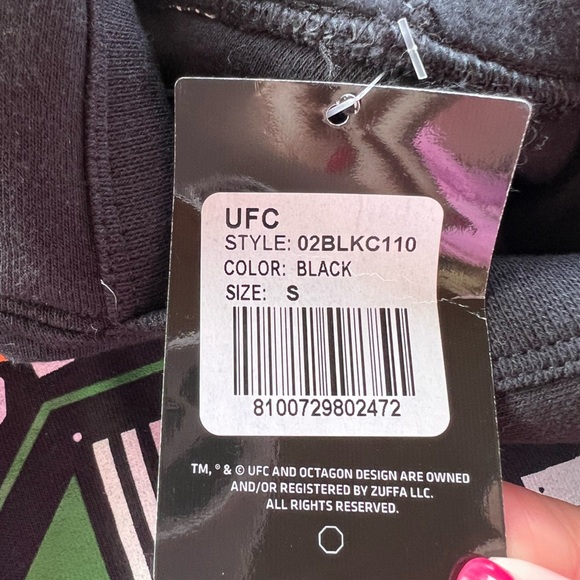 UFC
STYLE: 02BLKC110
COLOR: BLACK
SIZE: S
8100729802472
TM, ® & © UFC AND OCTAGON DESIGN ARE OWNED
AND/OR REGISTERED BY ZUFFA LLC.
ALL RIGHTS RESERVED.